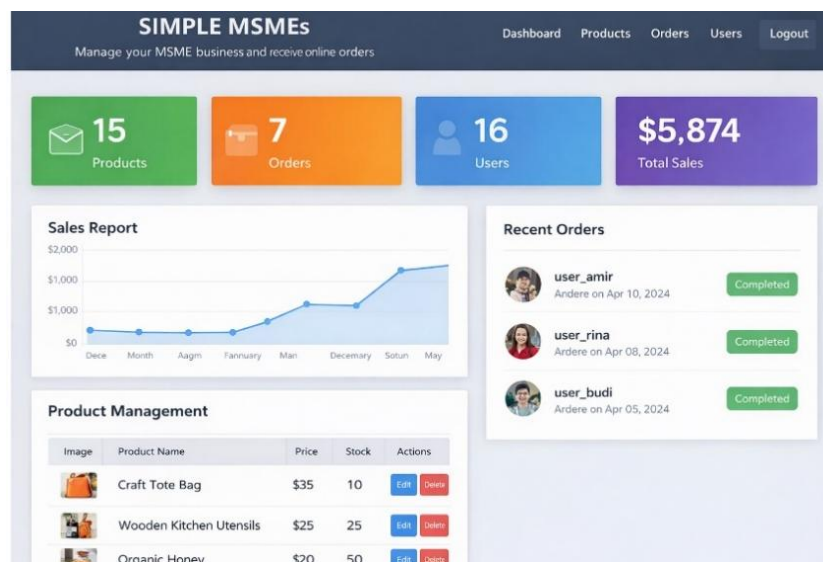 SIMPLE MSMEs
Manage your MSME business and receive online orders
Dashboard Products Orders Users Logout
15
Products
7
Orders
16
Users
$5,874
Total Sales
Sales Report
$2,000
$1,000
$1,000
$0
Dece Month Aagm Fannuary Man Decemary Sotun May
Recent Orders
user_amir
Andere on Apr 10, 2024
Completed
user_rina
Ardere on Apr 08, 2024
Completed
user_budi
Ardere on Apr 05, 2024
Completed
Product Management
Image Product Name Price Stock Actions
Craft Tote Bag $35 10 Edit Delete
Wooden Kitchen Utensils $25 25 Edit Delete
Organic Honey $20 50 Edit Delete